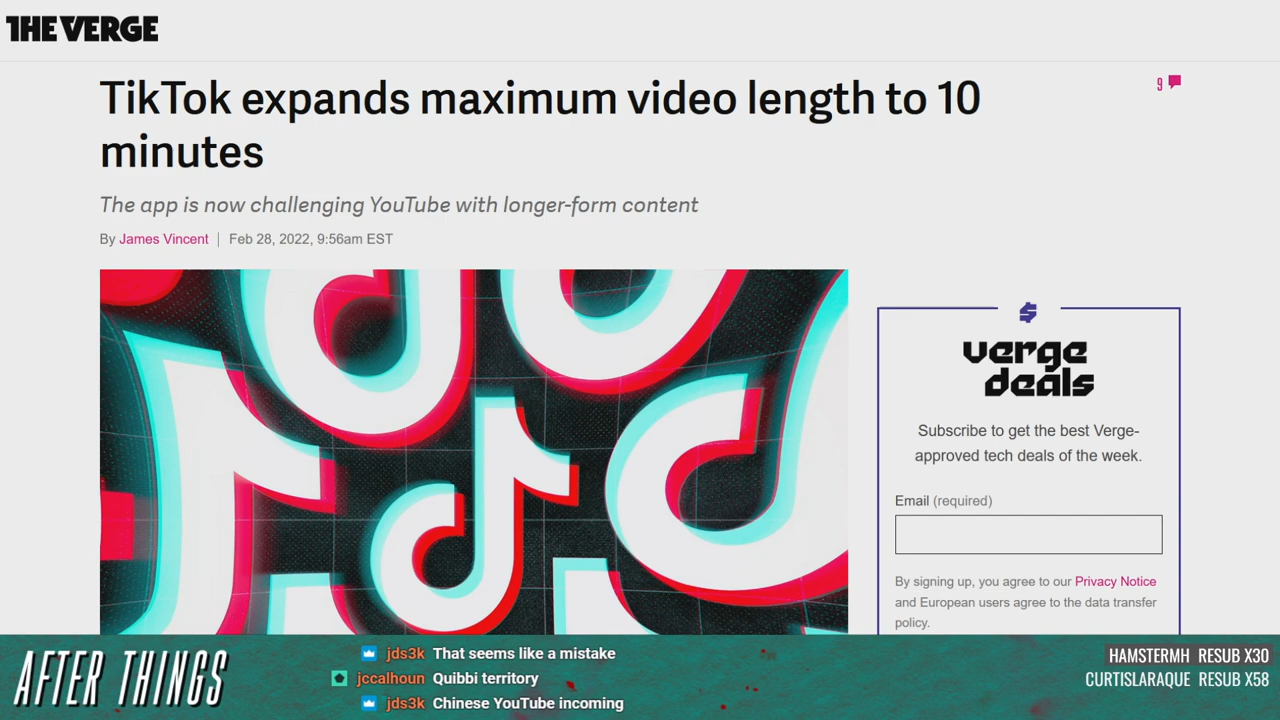 THE VERGE
TikTok expands maximum video length to 10
minutes
9
The app is now challenging YouTube with longer-form content
By James Vincent | Feb 28, 2022, 9:56am EST
$
verge
deals
Subscribe to get the best Verge-
approved tech deals of the week.
Email (required)
By signing up, you agree to our Privacy Notice
and European users agree to the data transfer
policy.
AFTER THINGS
jds3k That seems like a mistake
jccalhoun Quibbi territory
jds3k Chinese YouTube incoming
HAMSTERMH RESUB X30
CURTISLARAQUE RESUB X58